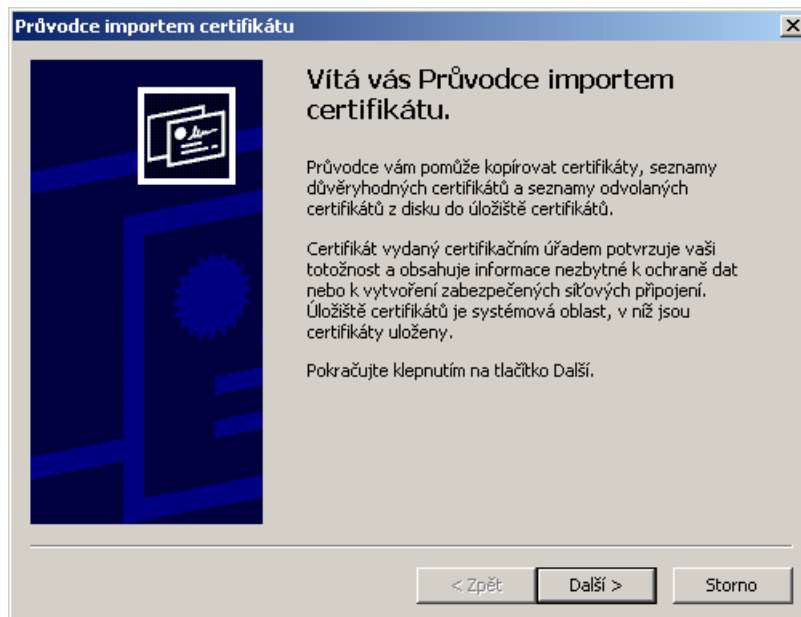 Průvodce importem certifikátu
Vítá vás Průvodce importem
certifikátu.
Průvodce vám pomůže kopírovat certifikáty, seznamy
důvěryhodných certifikátů a seznamy odvolaných
certifikátů z disku do úložiště certifikátů.
Certifikát vydaný certifikačním úřadem potvrzuje vaši
totožnost a obsahuje informace nezbytné k ochraně dat
nebo k vytvoření zabezpečených síťových připojení.
Úložiště certifikátů je systémová oblast, v níž jsou
certifikáty uloženy.
Pokračujte klepnutím na tlačítko Další.
< Zpět Další > Storno